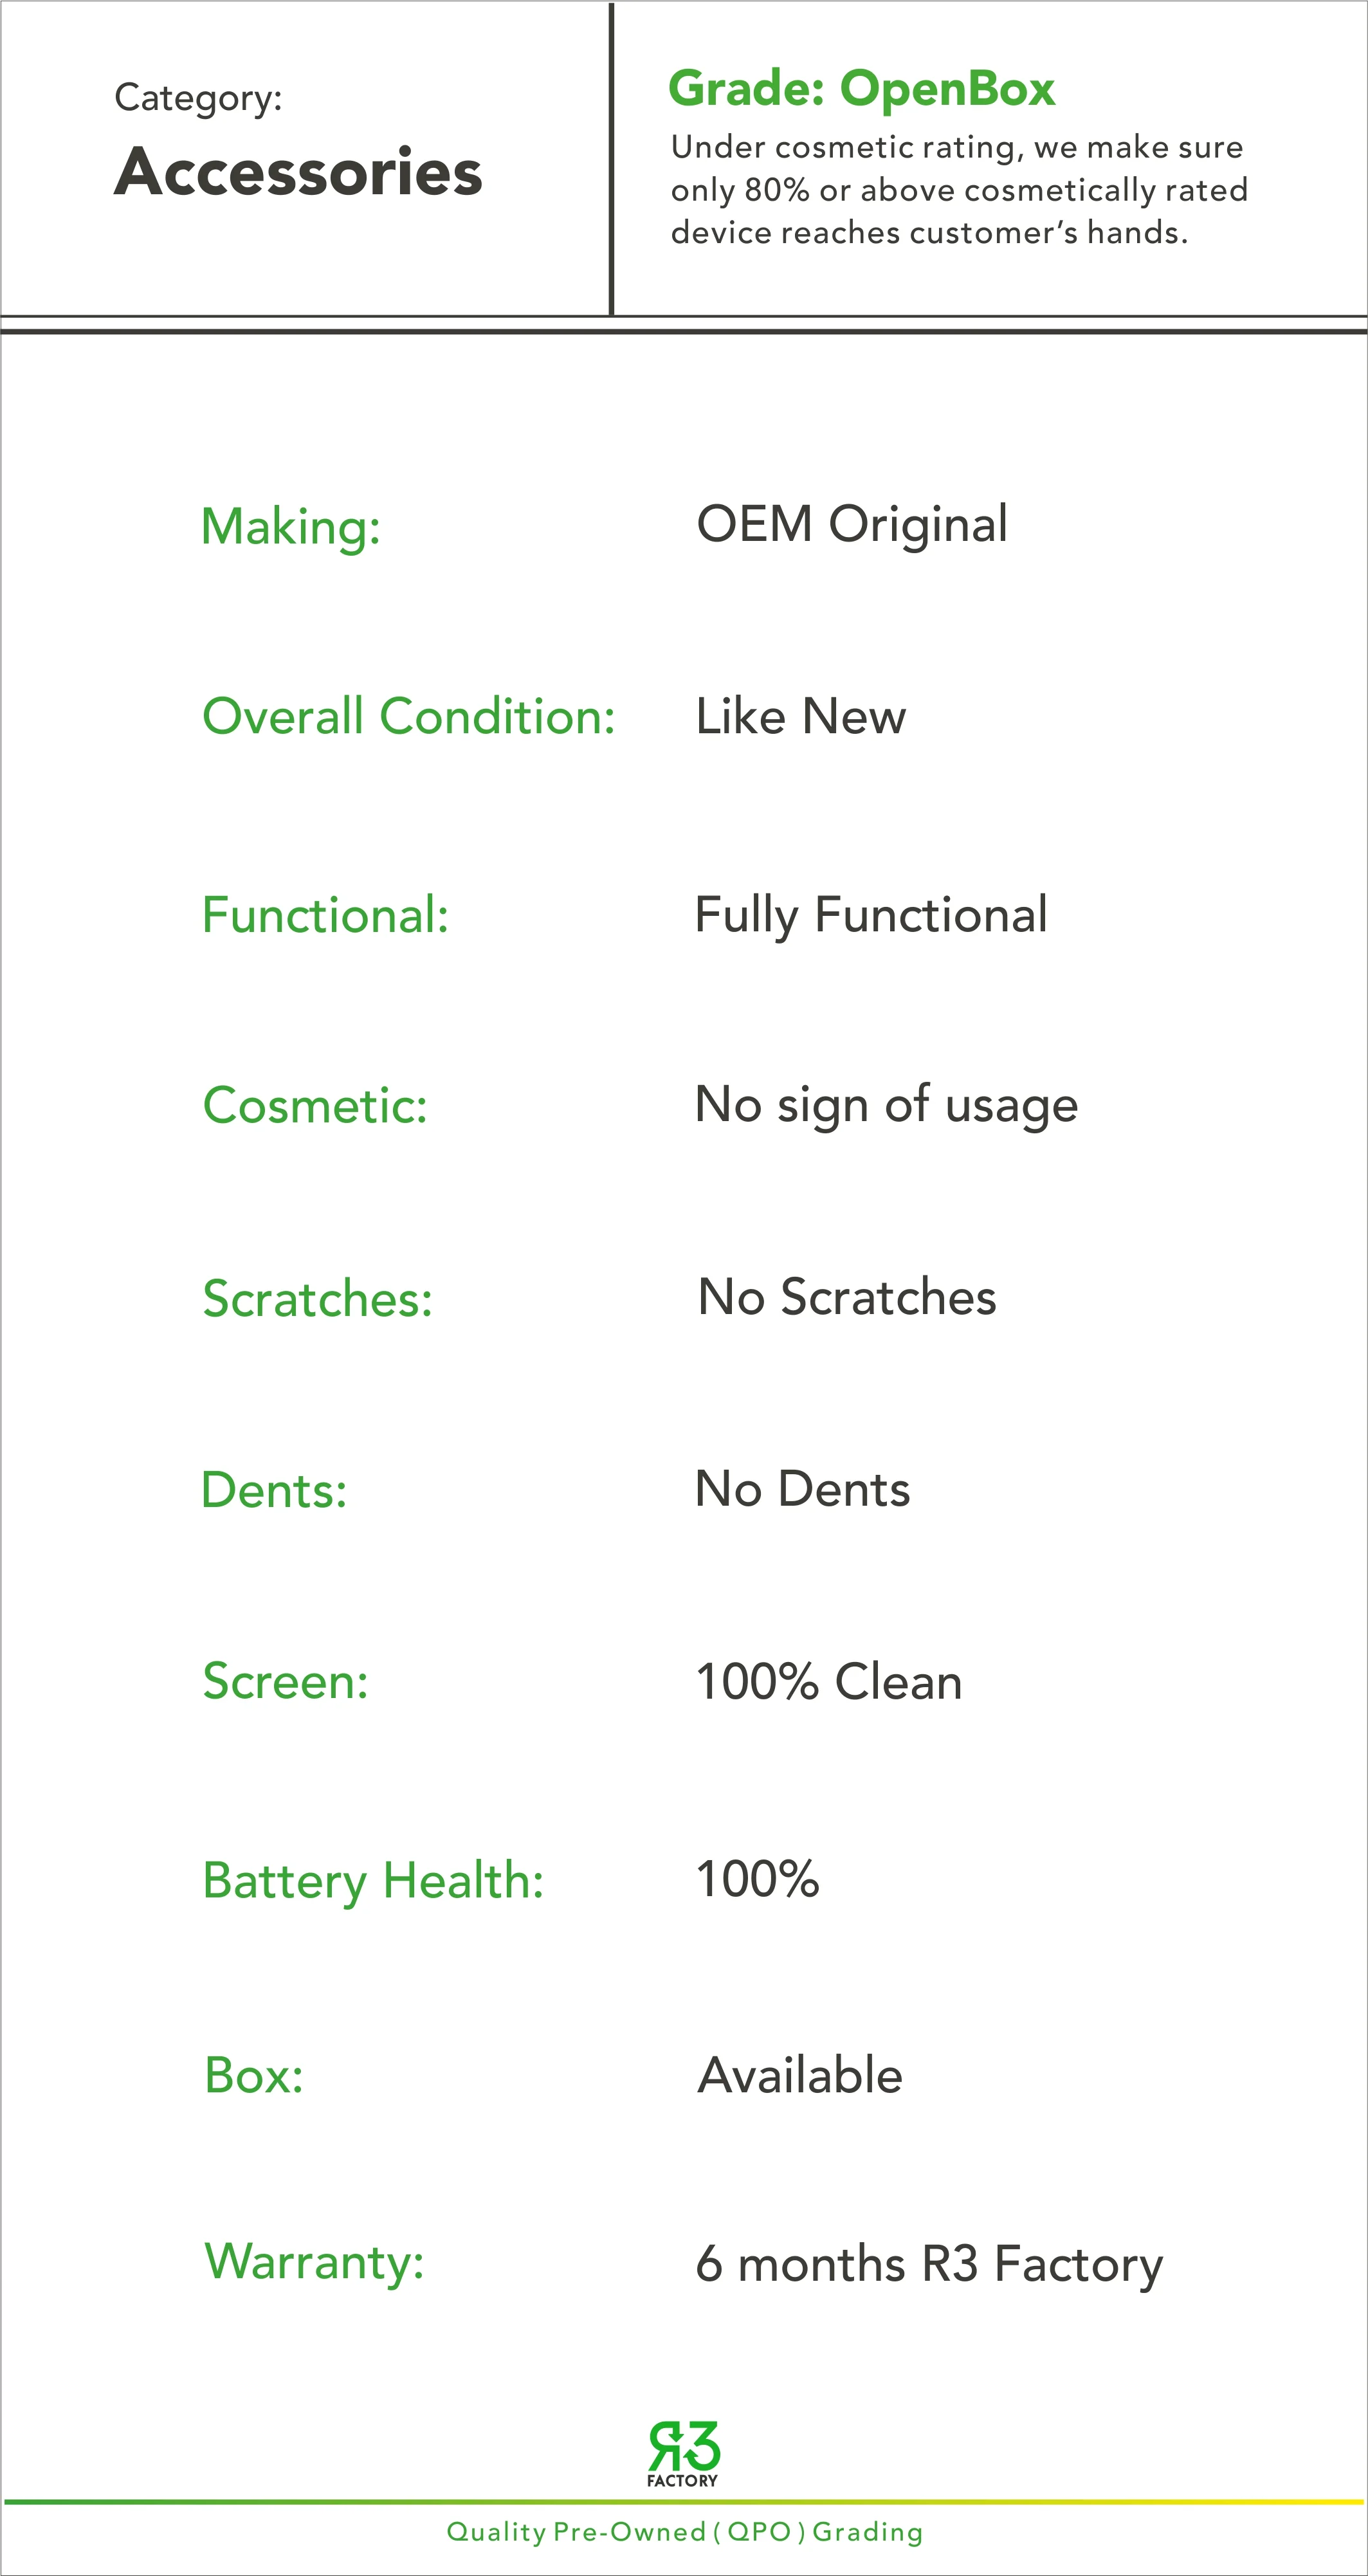 Category:
Accessories
Grade: OpenBox
Under cosmetic rating, we make sure
only 80% or above cosmetically rated
device reaches customer’s hands.
Making: OEM Original
Overall Condition: Like New
Functional: Fully Functional
Cosmetic: No sign of usage
Scratches: No Scratches
Dents: No Dents
Screen: 100% Clean
Battery Health: 100%
Box: Available
Warranty: 6 months R3 Factory
R3
FACTORY
Quality Pre-Owned ( QPO ) Grading